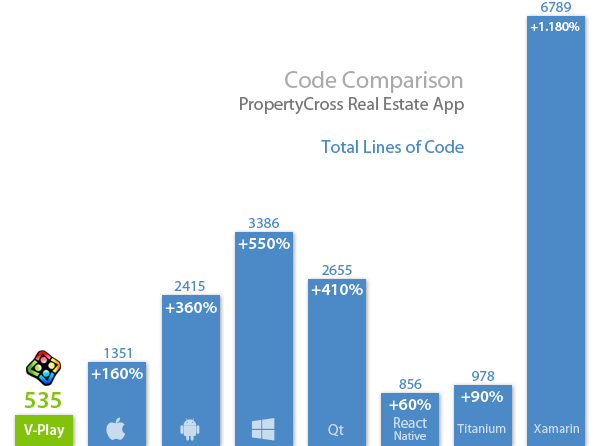 6789
+1.180%
Code Comparison
PropertyCross Real Estate App
Total Lines of Code
3386
+550%
2655
+410%
2415
+360%
1351
+160%
978
+90%
856
+60%
535
V-Play
Qt
React
Native
Titanium
Xamarin